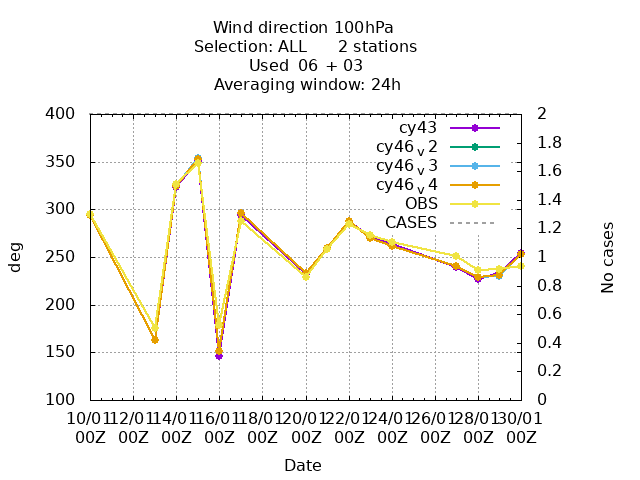 Wind direction 100hPa
Selection: ALL 2 stations
Used 06 + 03
Averaging window: 24h
400
350
300
250
200
150
100
deg
2
1.8
1.6
1.4
1.2
1
0.8
0.6
0.4
0.2
0
No cases
cy43
cy46v2
cy46v3
cy46v4
OBS
CASES
10/01 12/01 14/01 16/01 18/01 20/01 22/01 24/01 26/01 28/01 30/01
00Z 00Z 00Z 00Z 00Z 00Z 00Z 00Z 00Z 00Z 00Z
Date